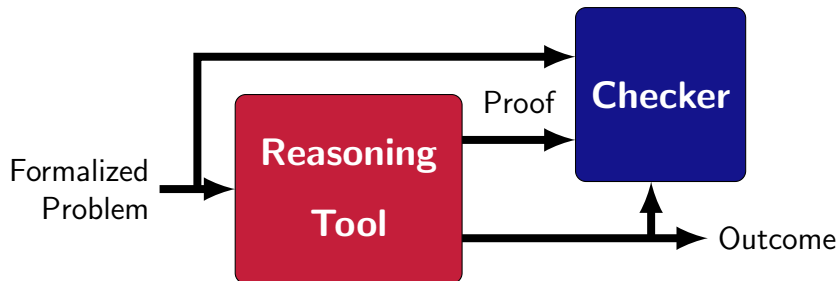 Formalized
Problem
Reasoning
Tool
Proof
Checker
Outcome